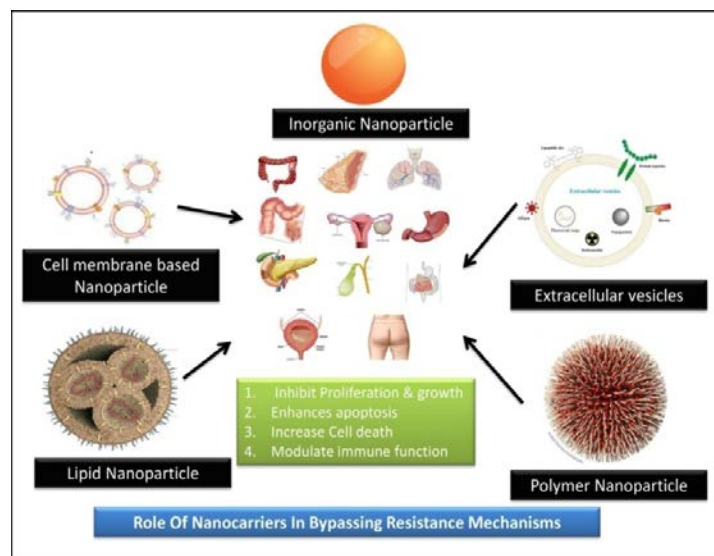 Inorganic Nanoparticle
Cell membrane based
Nanoparticle
Extracellular vesicles
Extracellular vesicles
Lipid Nanoparticle
1. Inhibit Proliferation & growth
2. Enhances apoptosis
3. Increase Cell death
4. Modulate immune function
Polymer Nanoparticle
Role Of Nanocarriers In Bypassing Resistance Mechanisms